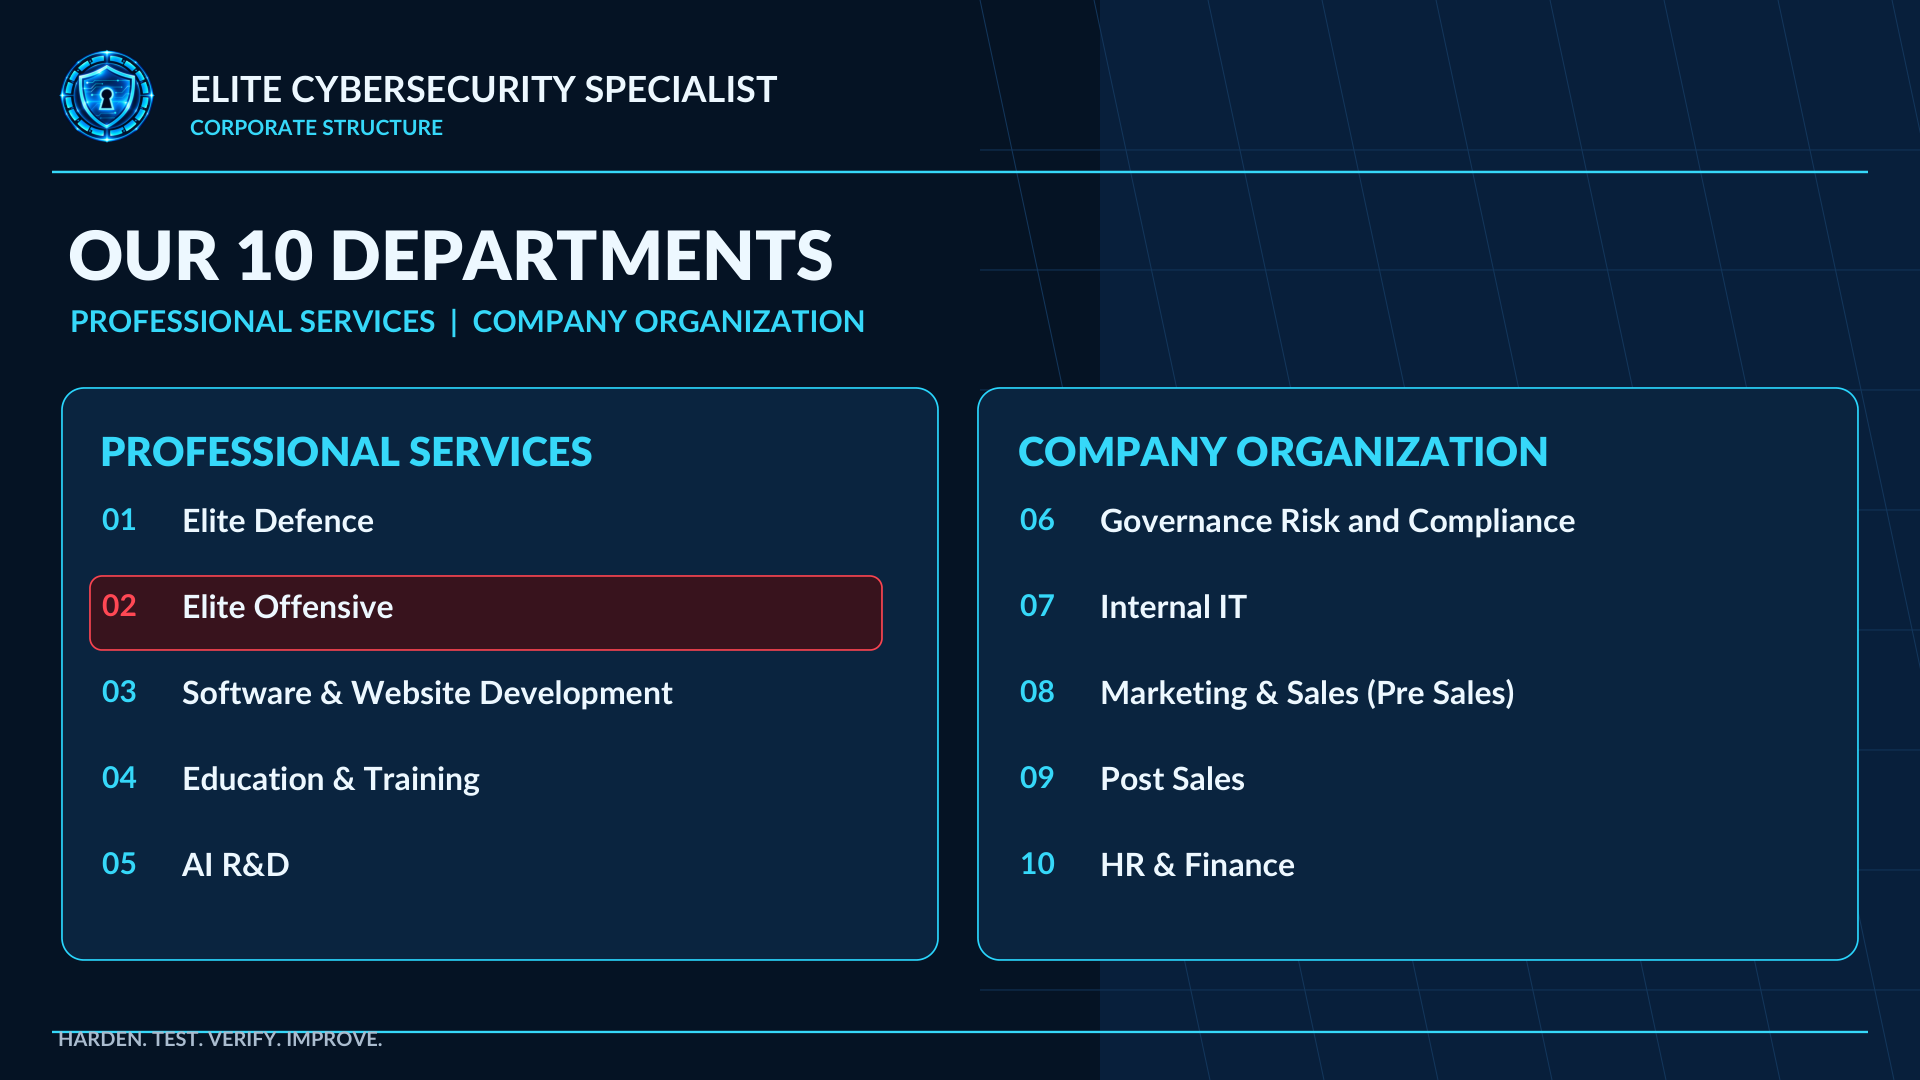 ELITE CYBERSECURITY SPECIALIST
CORPORATE STRUCTURE
OUR 10 DEPARTMENTS
PROFESSIONAL SERVICES | COMPANY ORGANIZATION
PROFESSIONAL SERVICES
01 Elite Defence
02 Elite Offensive
03 Software & Website Development
04 Education & Training
05 AI R&D
COMPANY ORGANIZATION
06 Governance Risk and Compliance
07 Internal IT
08 Marketing & Sales (Pre Sales)
09 Post Sales
10 HR & Finance
HARDEN. TEST. VERIFY. IMPROVE.